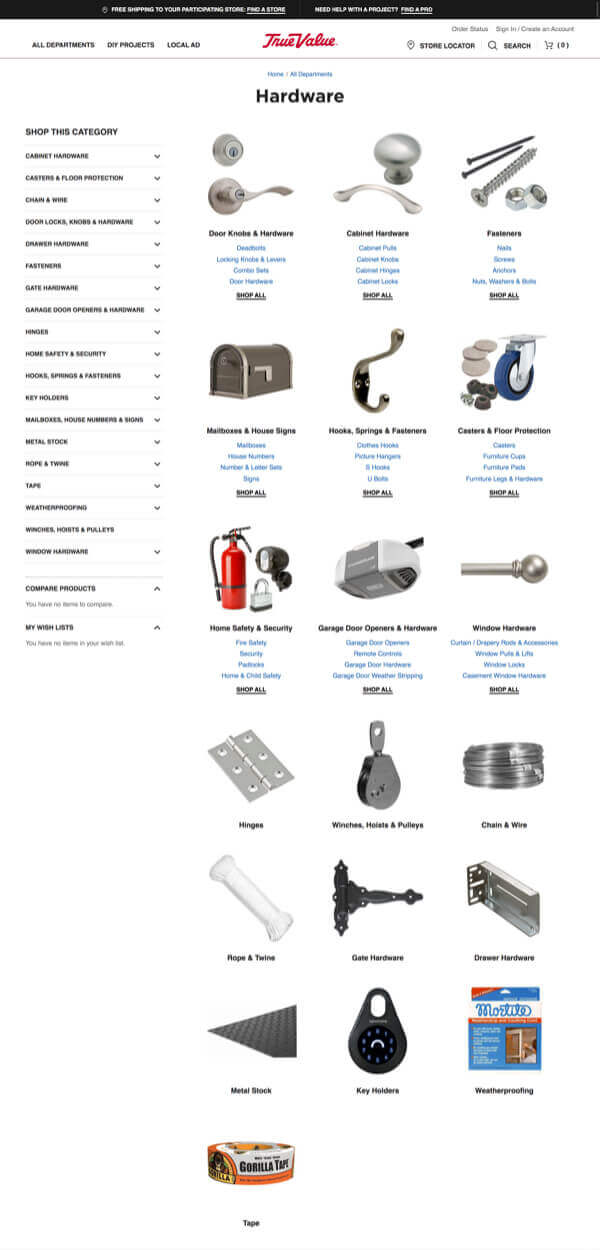 FREE SHIPPING TO YOUR PARTICIPATING STORE: FIND A STORE
NEED HELP WITH A PROJECT? FIND A PRO
Order Status Sign In / Create an Account
ALL DEPARTMENTS DIY PROJECTS LOCAL AD
True Value.
STORE LOCATOR SEARCH (0)
Home / All Departments
Hardware
SHOP THIS CATEGORY
CABINET HARDWARE
CASTERS & FLOOR PROTECTION
CHAIN & WIRE
DOOR LOCKS, KNOBS & HARDWARE
DRAWER HARDWARE
FASTENERS
GATE HARDWARE
GARAGE DOOR OPENERS & HARDWARE
HINGES
HOME SAFETY & SECURITY
HOOKS, SPRINGS & FASTENERS
KEY HOLDERS
MAILBOXES, HOUSE NUMBERS & SIGNS
METAL STOCK
ROPE & TWINE
TAPE
WEATHERPROOFING
WINCHES, HOISTS & PULLEYS
WINDOW HARDWARE
COMPARE PRODUCTS
You have no items to compare.
MY WISH LISTS
You have no items in your wish list.
Door Knobs & Hardware
Deadbolts
Locking Knobs & Levers
Combo Sets
Door Hardware
SHOP ALL
Cabinet Hardware
Cabinet Pulls
Cabinet Knobs
Cabinet Hinges
Cabinet Locks
SHOP ALL
Fasteners
Nails
Screws
Anchors
Nuts, Washers & Bolts
SHOP ALL
Mailboxes & House Signs
Mailboxes
House Numbers
Number & Letter Sets
Signs
SHOP ALL
Hooks, Springs & Fasteners
Clothes Hooks
Picture Hangers
S Hooks
U Bolts
SHOP ALL
Casters & Floor Protection
Casters
Furniture Cups
Furniture Pads
Furniture Legs & Hardware
SHOP ALL
Home Safety & Security
Fire Safety
Security
Padlocks
Home & Child Safety
SHOP ALL
Garage Door Openers & Hardware
Garage Door Openers
Remote Controls
Garage Door Hardware
Garage Door Weather Stripping
SHOP ALL
Window Hardware
Curtain / Drapery Rods & Accessories
Window Pulls & Lifts
Window Locks
Casement Window Hardware
SHOP ALL
Hinges
Winches, Hoists & Pulleys
Chain & Wire
Rope & Twine
Gate Hardware
Drawer Hardware
Mortite
Weatherstrip and Caulking Cord
Metal Stock
Key Holders
Weatherproofing
GORILLA
GORILLA TAPE
Tape